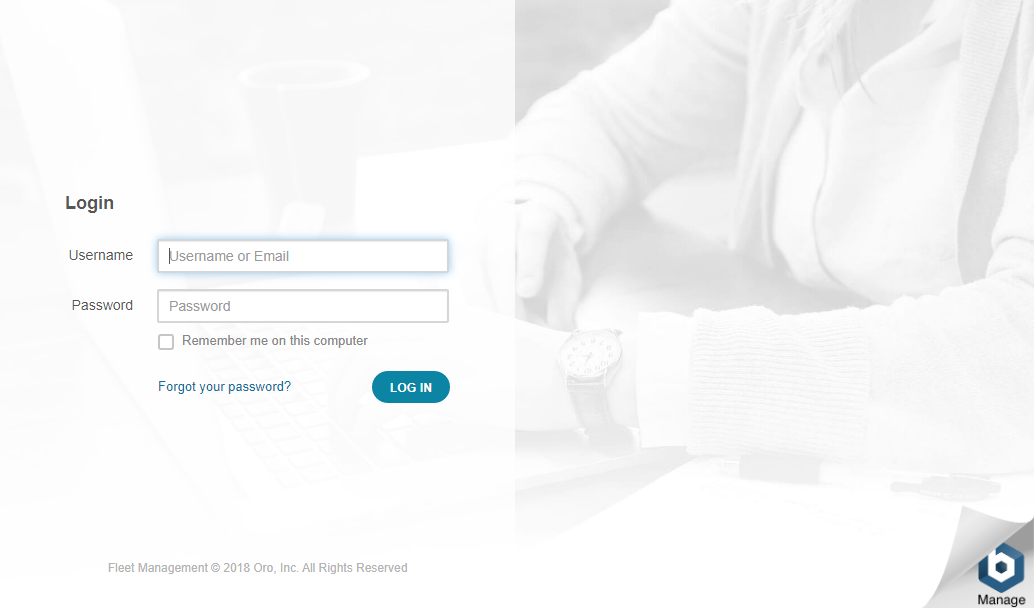 Login
Username
Username or Email
Password
Password
Remember me on this computer
Forgot your password?
LOG IN
Fleet Management © 2018 Oro, Inc. All Rights Reserved
Manage